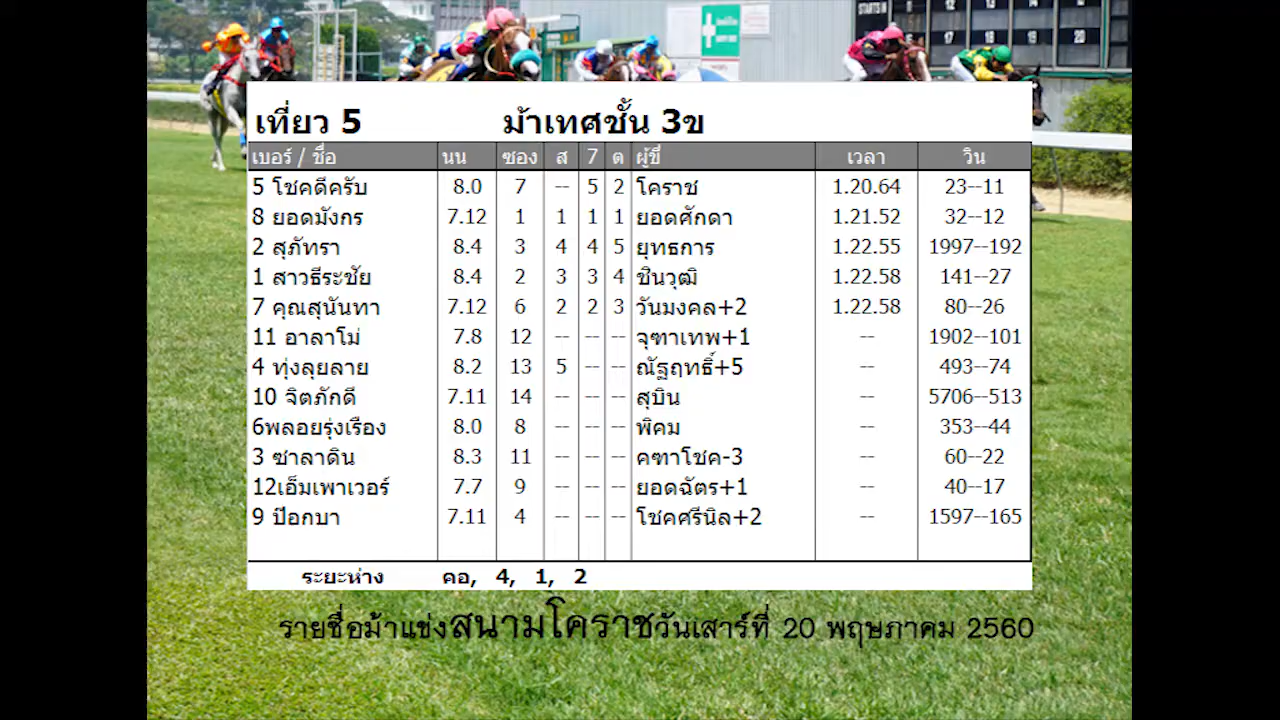 STARTS IN 11 12 13 14
18 19 20
เที่ยว 5 ม้าเทศชั้น 3ข
เบอร์ / ชื่อ นน ซอง ส 7 ด ผู้ขี่ เวลา วิน
5 โชคดีครับ 8.0 7 -- 5 2 โคราช 1.20.64 23--11
8 ยอดมังกร 7.12 1 1 1 1 ยอดศักดา 1.21.52 32--12
2 สุภัทรา 8.4 3 4 4 5 ยุทธการ 1.22.55 1997--192
1 สาวธีระชัย 8.4 2 3 3 4 ชินวุฒิ 1.22.58 141--27
7 คุณสุนันทา 7.12 6 2 2 3 วันมงคล+2 1.22.58 80--26
11 อาลาโม่ 7.8 12 -- -- -- จุฑาเทพ+1 -- 1902--101
4 ทุ่งลุยลาย 8.2 13 5 -- -- ณัฐฤทธิ์+5 -- 493--74
10 จิตภักดี 7.11 14 -- -- -- สุบิน -- 5706--513
6พลอยรุ่งเรือง 8.0 8 -- -- -- พิคม -- 353--44
3 ซาลาดิน 8.3 11 -- -- -- คฑาโชค-3 -- 60--22
12เอ็มเพาเวอร์ 7.7 9 -- -- -- ยอดฉัตร+1 -- 40--17
9 ป๊อกบา 7.11 4 -- -- -- โชคศรีนิล+2 -- 1597--165
ระยะห่าง คอ, 4, 1, 2
รายชื่อม้าแข่งสนามโคราชวันเสาร์ที่ 20 พฤษภาคม 2560